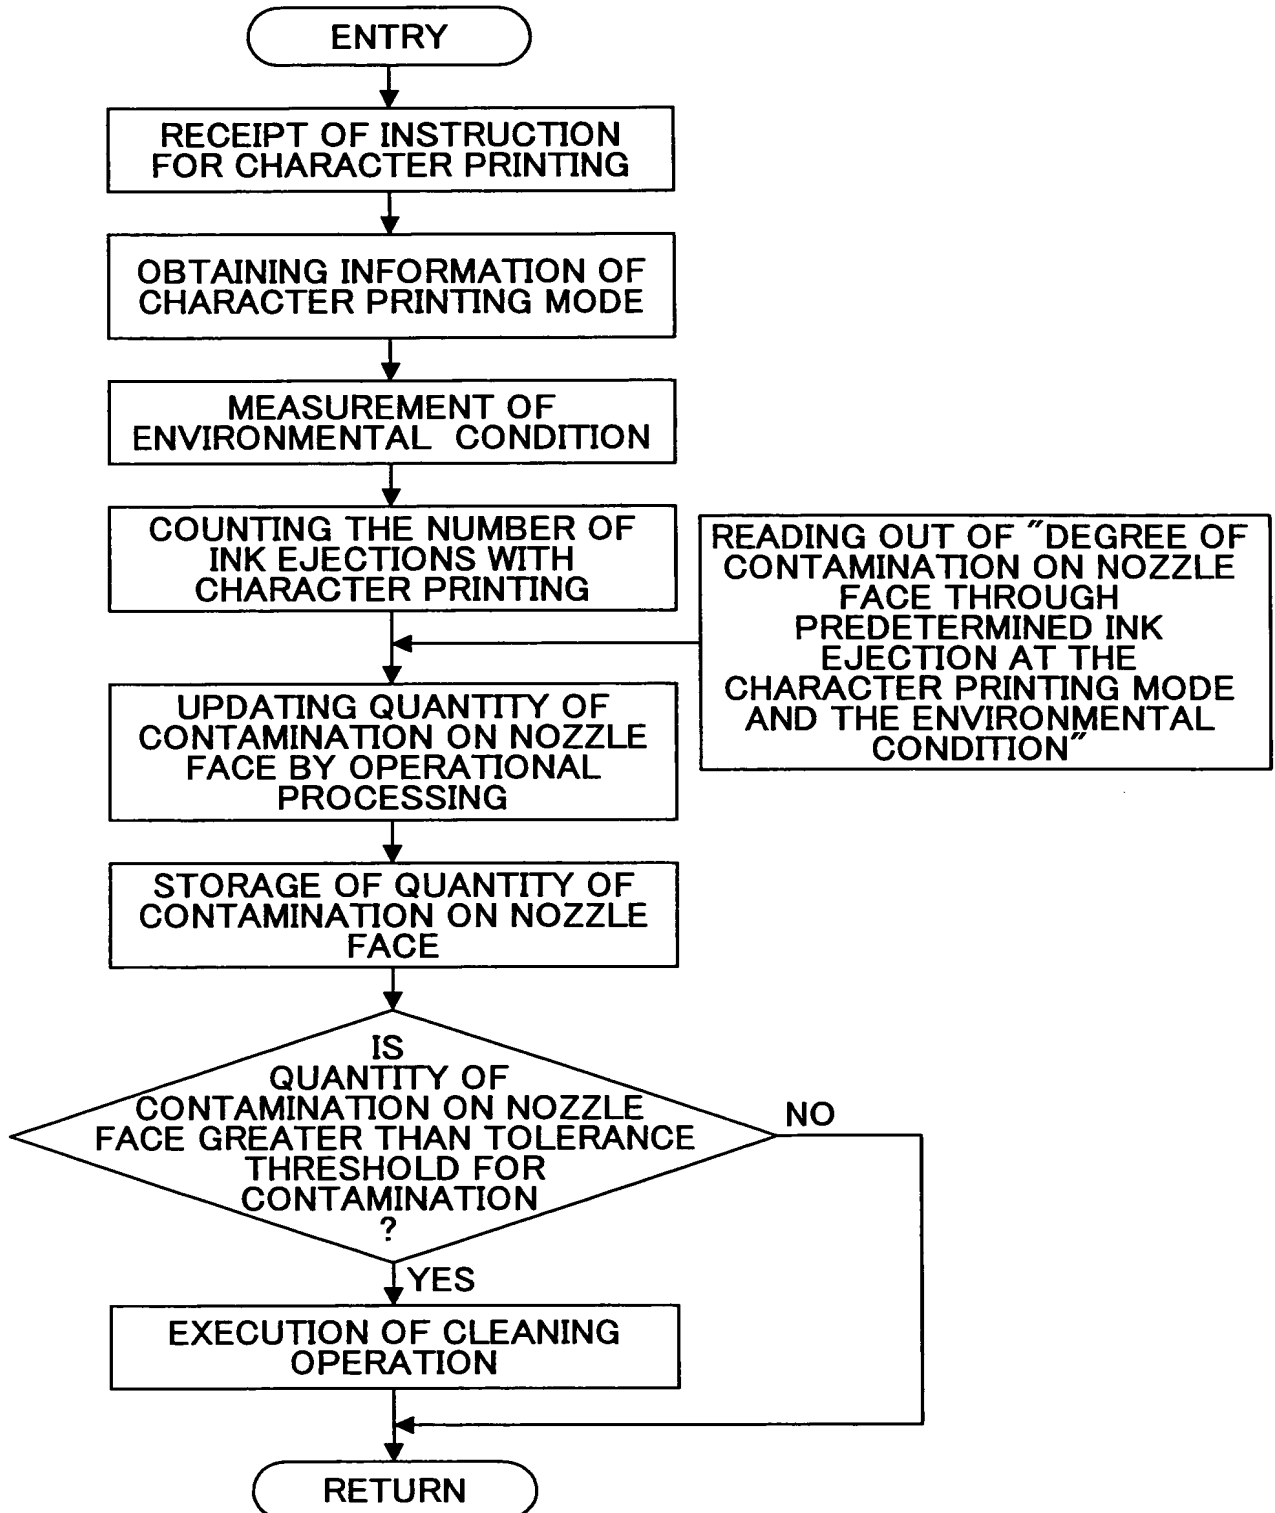 ENTRY
RECEIPT OF INSTRUCTION
FOR CHARACTER PRINTING
OBTAINING INFORMATION OF
CHARACTER PRINTING MODE
MEASUREMENT OF
ENVIRONMENTAL CONDITION
COUNTING THE NUMBER OF
INK EJECTIONS WITH
CHARACTER PRINTING
READING OUT OF "DEGREE OF
CONTAMINATION ON NOZZLE
FACE THROUGH
PREDETERMINED INK
EJECTION AT THE
CHARACTER PRINTING MODE
AND THE ENVIRONMENTAL
CONDITION"
UPDATING QUANTITY OF
CONTAMINATION ON NOZZLE
FACE BY OPERATIONAL
PROCESSING
STORAGE OF QUANTITY OF
CONTAMINATION ON NOZZLE
FACE
IS
QUANTITY OF
CONTAMINATION ON NOZZLE
FACE GREATER THAN TOLERANCE
THRESHOLD FOR
CONTAMINATION
?
NO
YES
EXECUTION OF CLEANING
OPERATION
RETURN